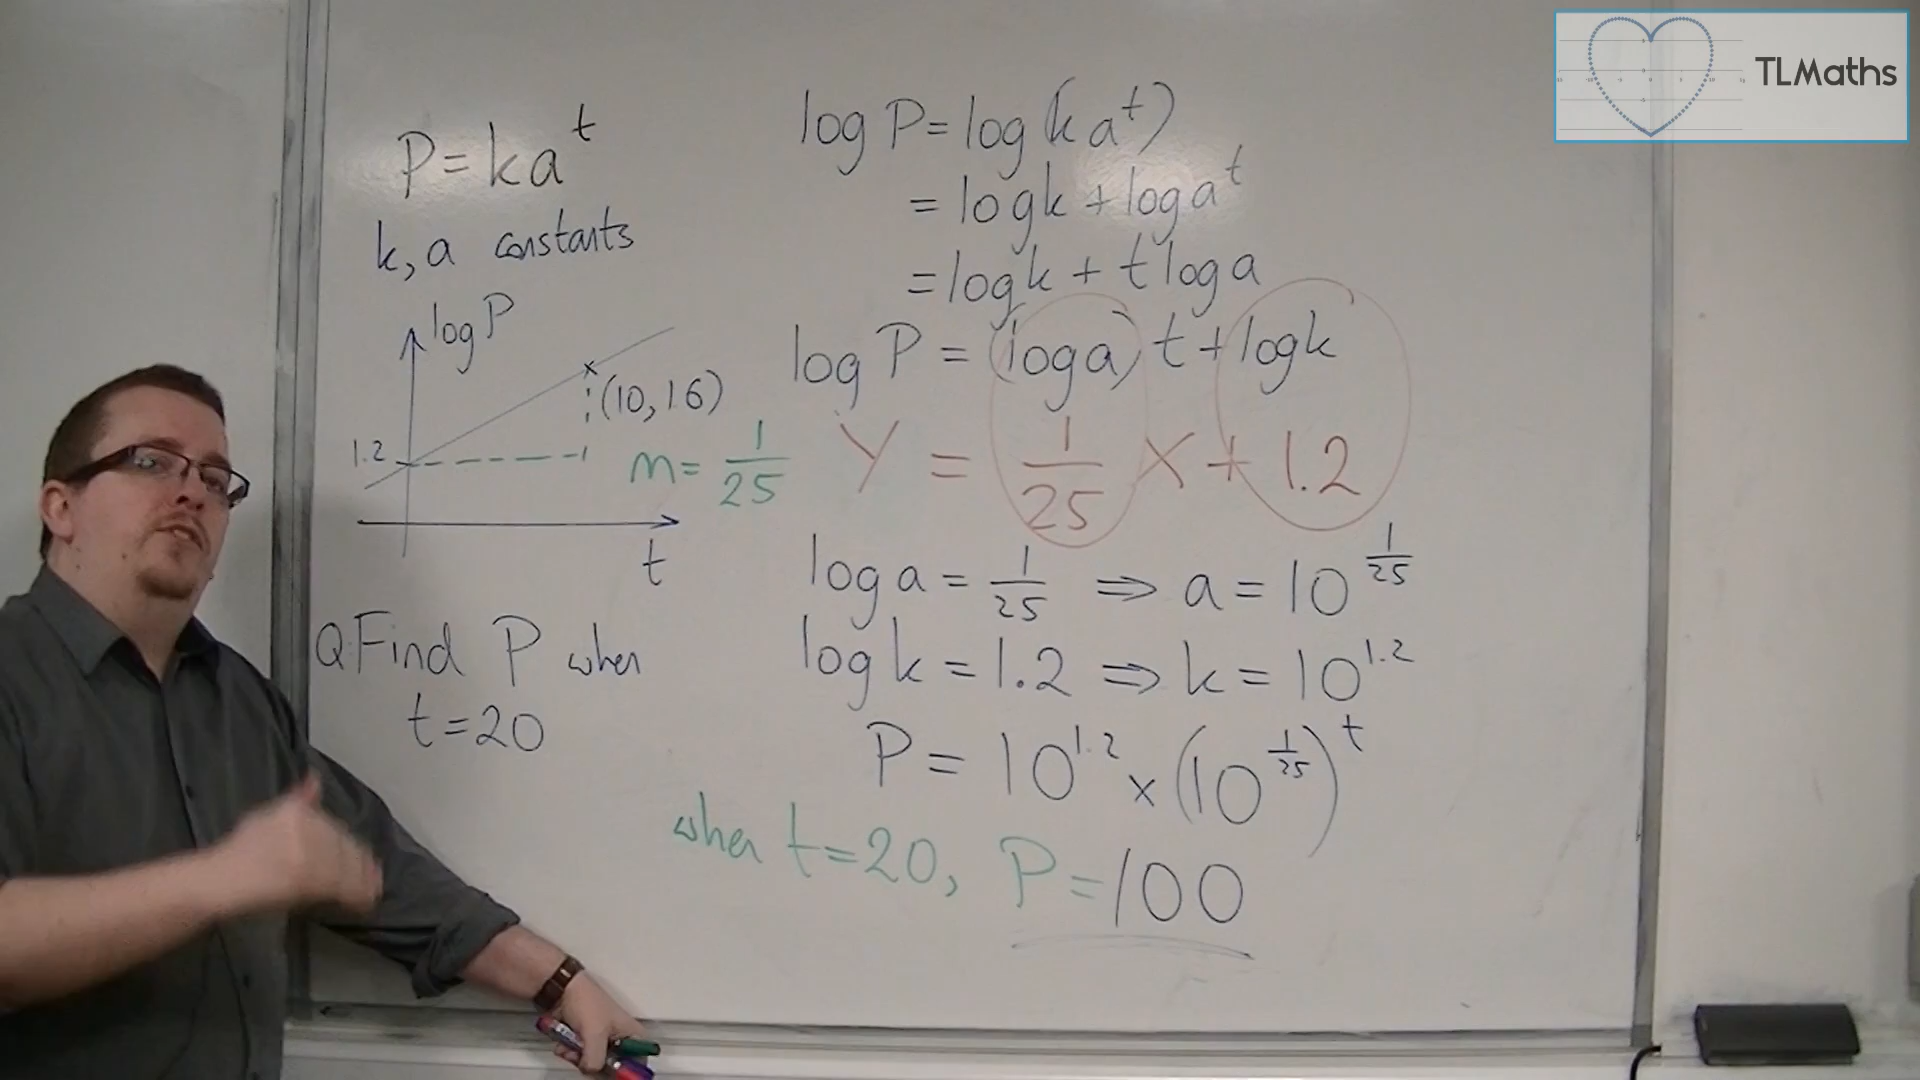 TLMaths
P = ka^t
k, a constants
log P
1.2
(10, 1.6)
m = 1/25
t
Q Find P when
t = 20
log P = log(ka^t)
= log k + log a^t
= log k + t log a
log P = (log a) t + log k
Y = 1/25 X + 1.2
log a = 1/25 ⇒ a = 10^(1/25)
log k = 1.2 ⇒ k = 10^1.2
P = 10^1.2 × (10^(1/25))^t
when t = 20, P = 100